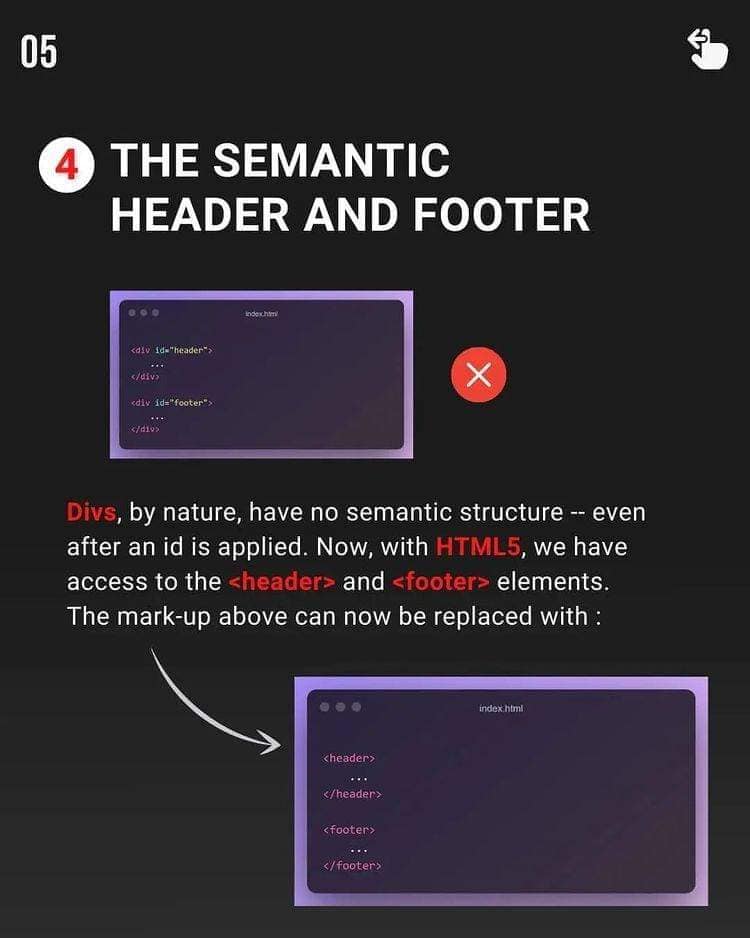 05
4 THE SEMANTIC
HEADER AND FOOTER
index.html
<div id="header">
...
</div>
<div id="footer">
...
</div>
Divs, by nature, have no semantic structure -- even
after an id is applied. Now, with HTML5, we have
access to the <header> and <footer> elements.
The mark-up above can now be replaced with :
index.html
<header>
...
</header>
<footer>
...
</footer>